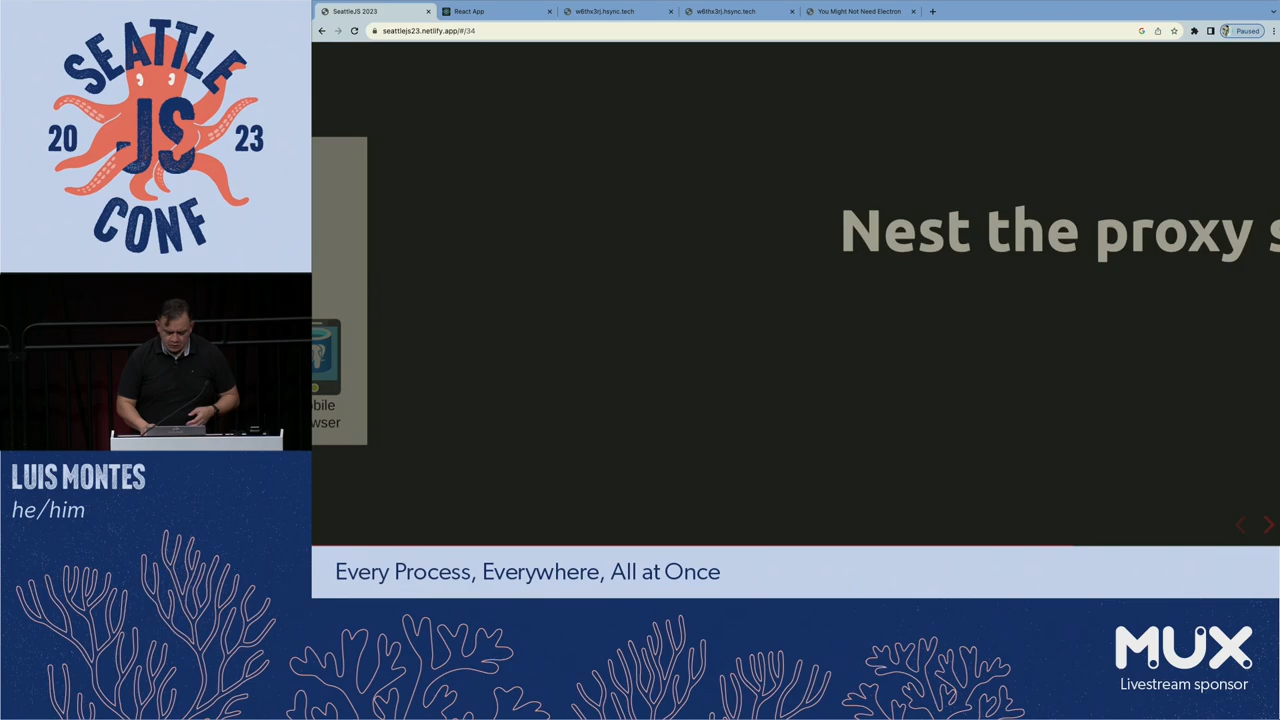 SEATTLE
JS
20 23
CONF
SeattleJS 2023
React App
w6thx3rj.hsync.tech
w6thx3rj.hsync.tech
You Might Not Need Electron
seattlejs23.netlify.app/#/34
Paused
Nest the proxy s
bile
wser
LUIS MONTES
he/him
Every Process, Everywhere, All at Once
MUX
Livestream sponsor